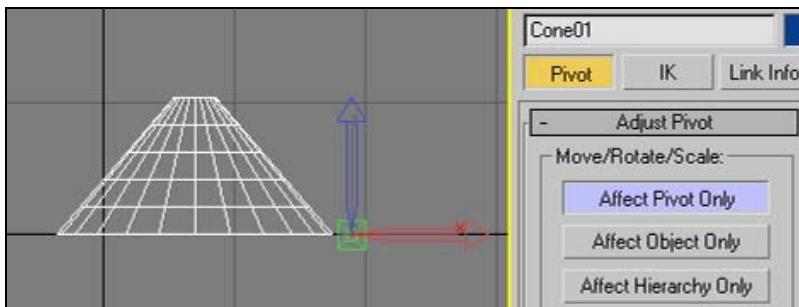 Cone01
Pivot IK Link Info
- Adjust Pivot
Move/Rotate/Scale:
Affect Pivot Only
Affect Object Only
Affect Hierarchy Only
x